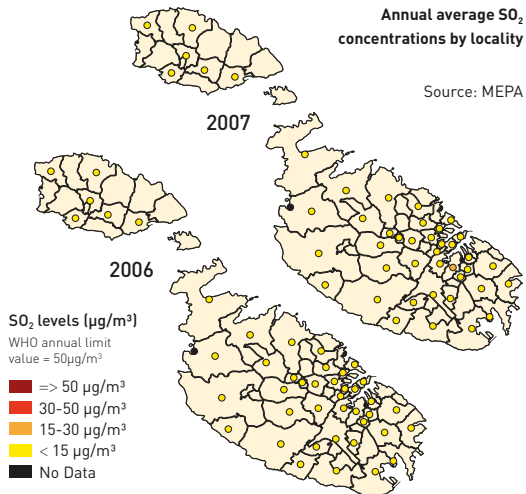 Annual average SO₂
concentrations by locality
Source: MEPA
2007
2006
SO₂ levels (µg/m³)
WHO annual limit
value = 50µg/m³
=> 50 µg/m³
30-50 µg/m³
15-30 µg/m³
< 15 µg/m³
No Data